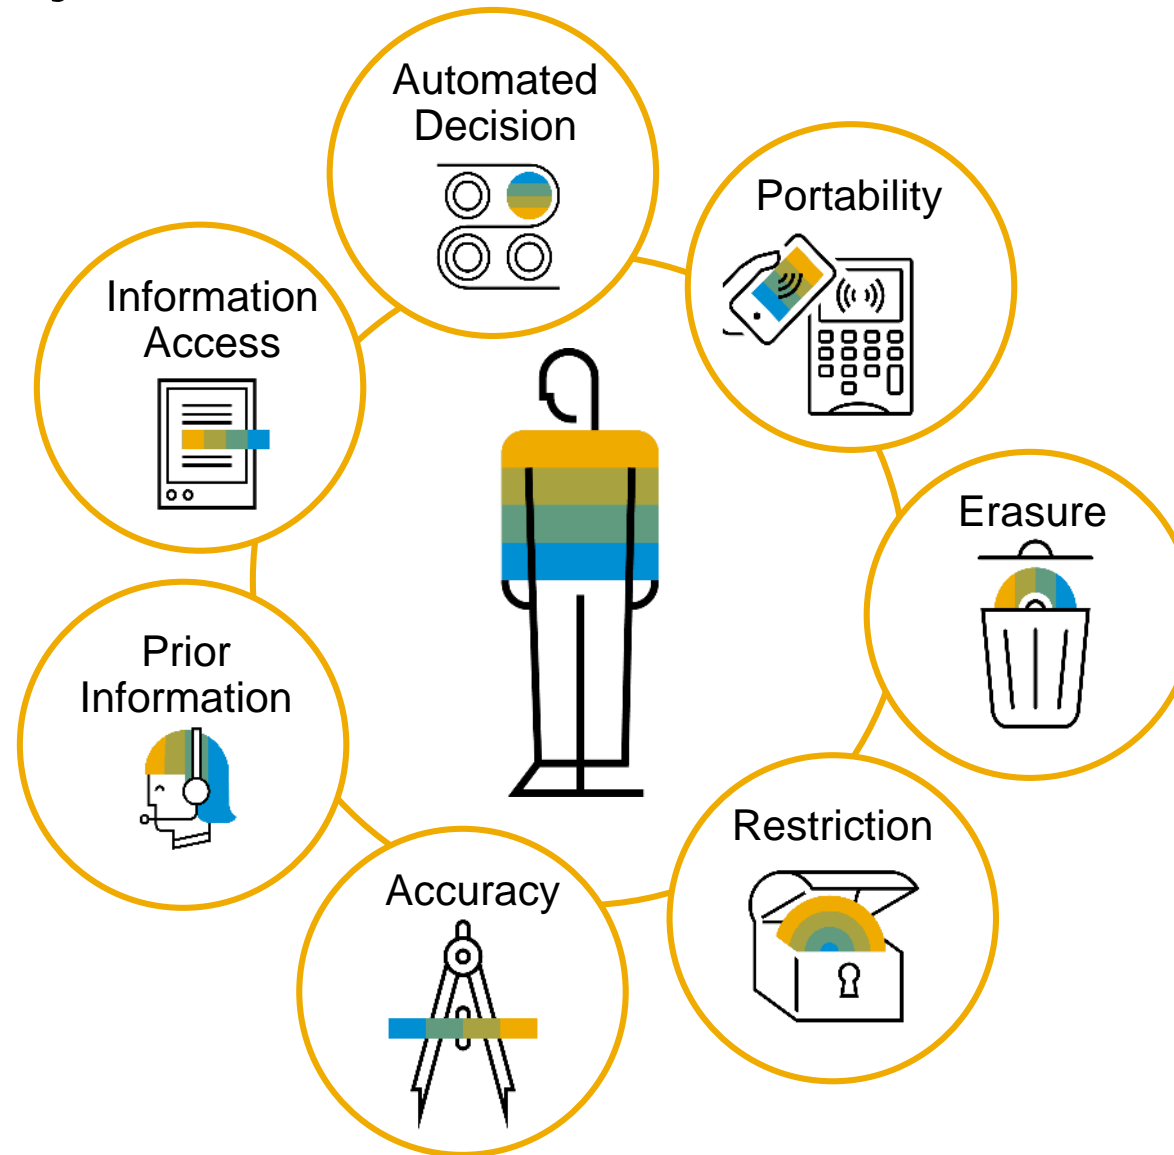 Automated
Decision
Portability
Information
Access
Erasure
Prior
Information
Restriction
Accuracy